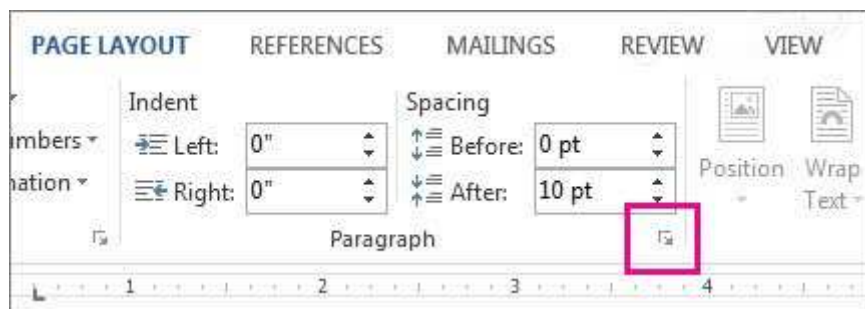 PAGE LAYOUT REFERENCES MAILINGS REVIEW VIEW
Indent Spacing
umbers Left: 0" Before: 0 pt Position Wrap Text
nation Right: 0" After: 10 pt
Paragraph
1 2 3 4